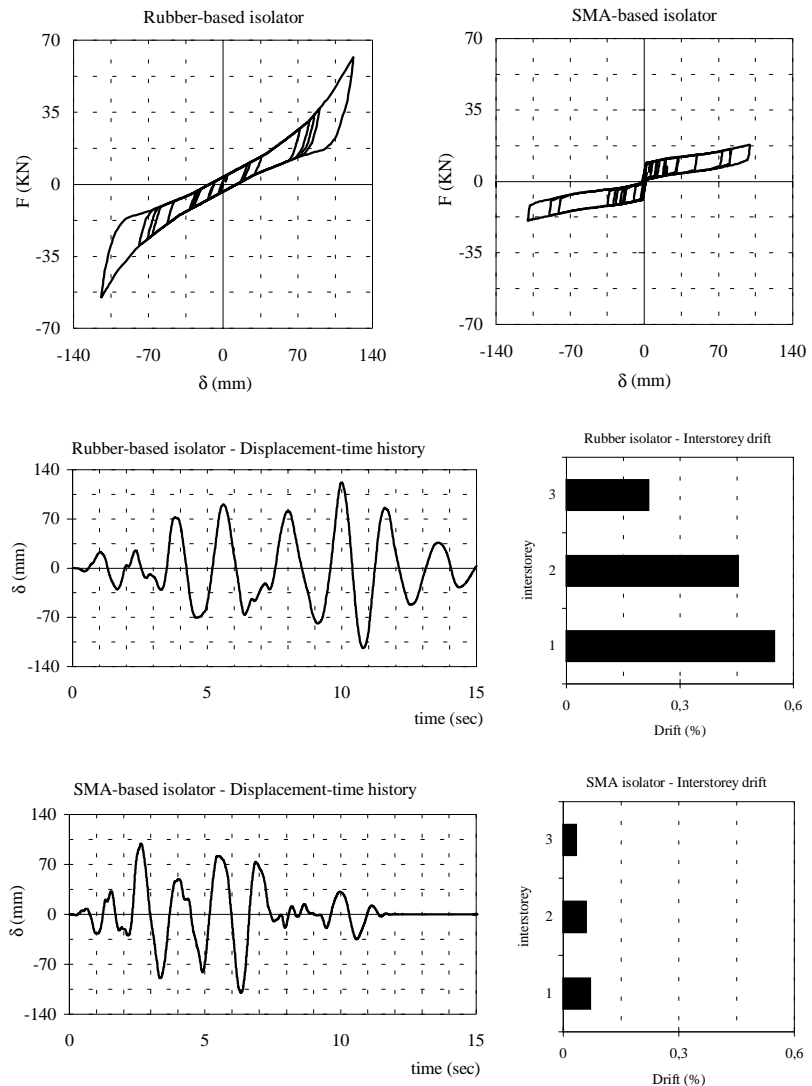 Rubber-based isolator
70
35
0
-35
-70
F (KN)
-140 -70 0 70 140
δ (mm)
SMA-based isolator
70
35
0
-35
-70
F (KN)
-140 -70 0 70 140
δ (mm)
Rubber-based isolator - Displacement-time history
140
70
0
-70
-140
δ (mm)
0 5 10 15
time (sec)
Rubber isolator - Interstorey drift
3
2
1
interstorey
0 0,3 0,6
Drift (%)
SMA-based isolator - Displacement-time history
140
70
0
-70
-140
δ (mm)
0 5 10 15
time (sec)
SMA isolator - Interstorey drift
3
2
1
interstorey
0 0,3 0,6
Drift (%)